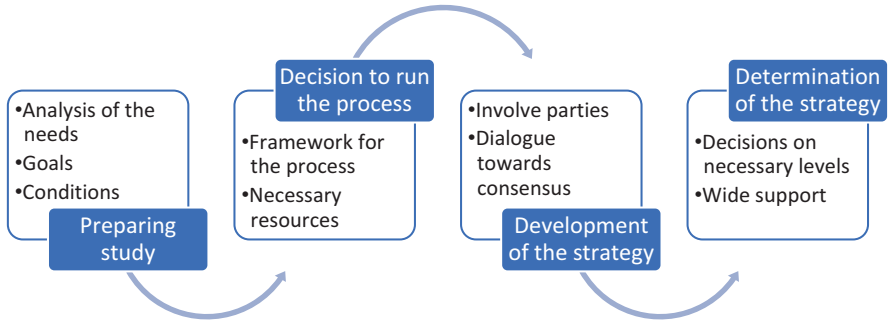 •Analysis of the
needs
•Goals
•Conditions
Preparing
study
Decision to run
the process
•Framework for
the process
•Necessary
resources
•Involve parties
•Dialogue
towards
consensus
Development
of the strategy
Determination
of the strategy
•Decisions on
necessary levels
•Wide support